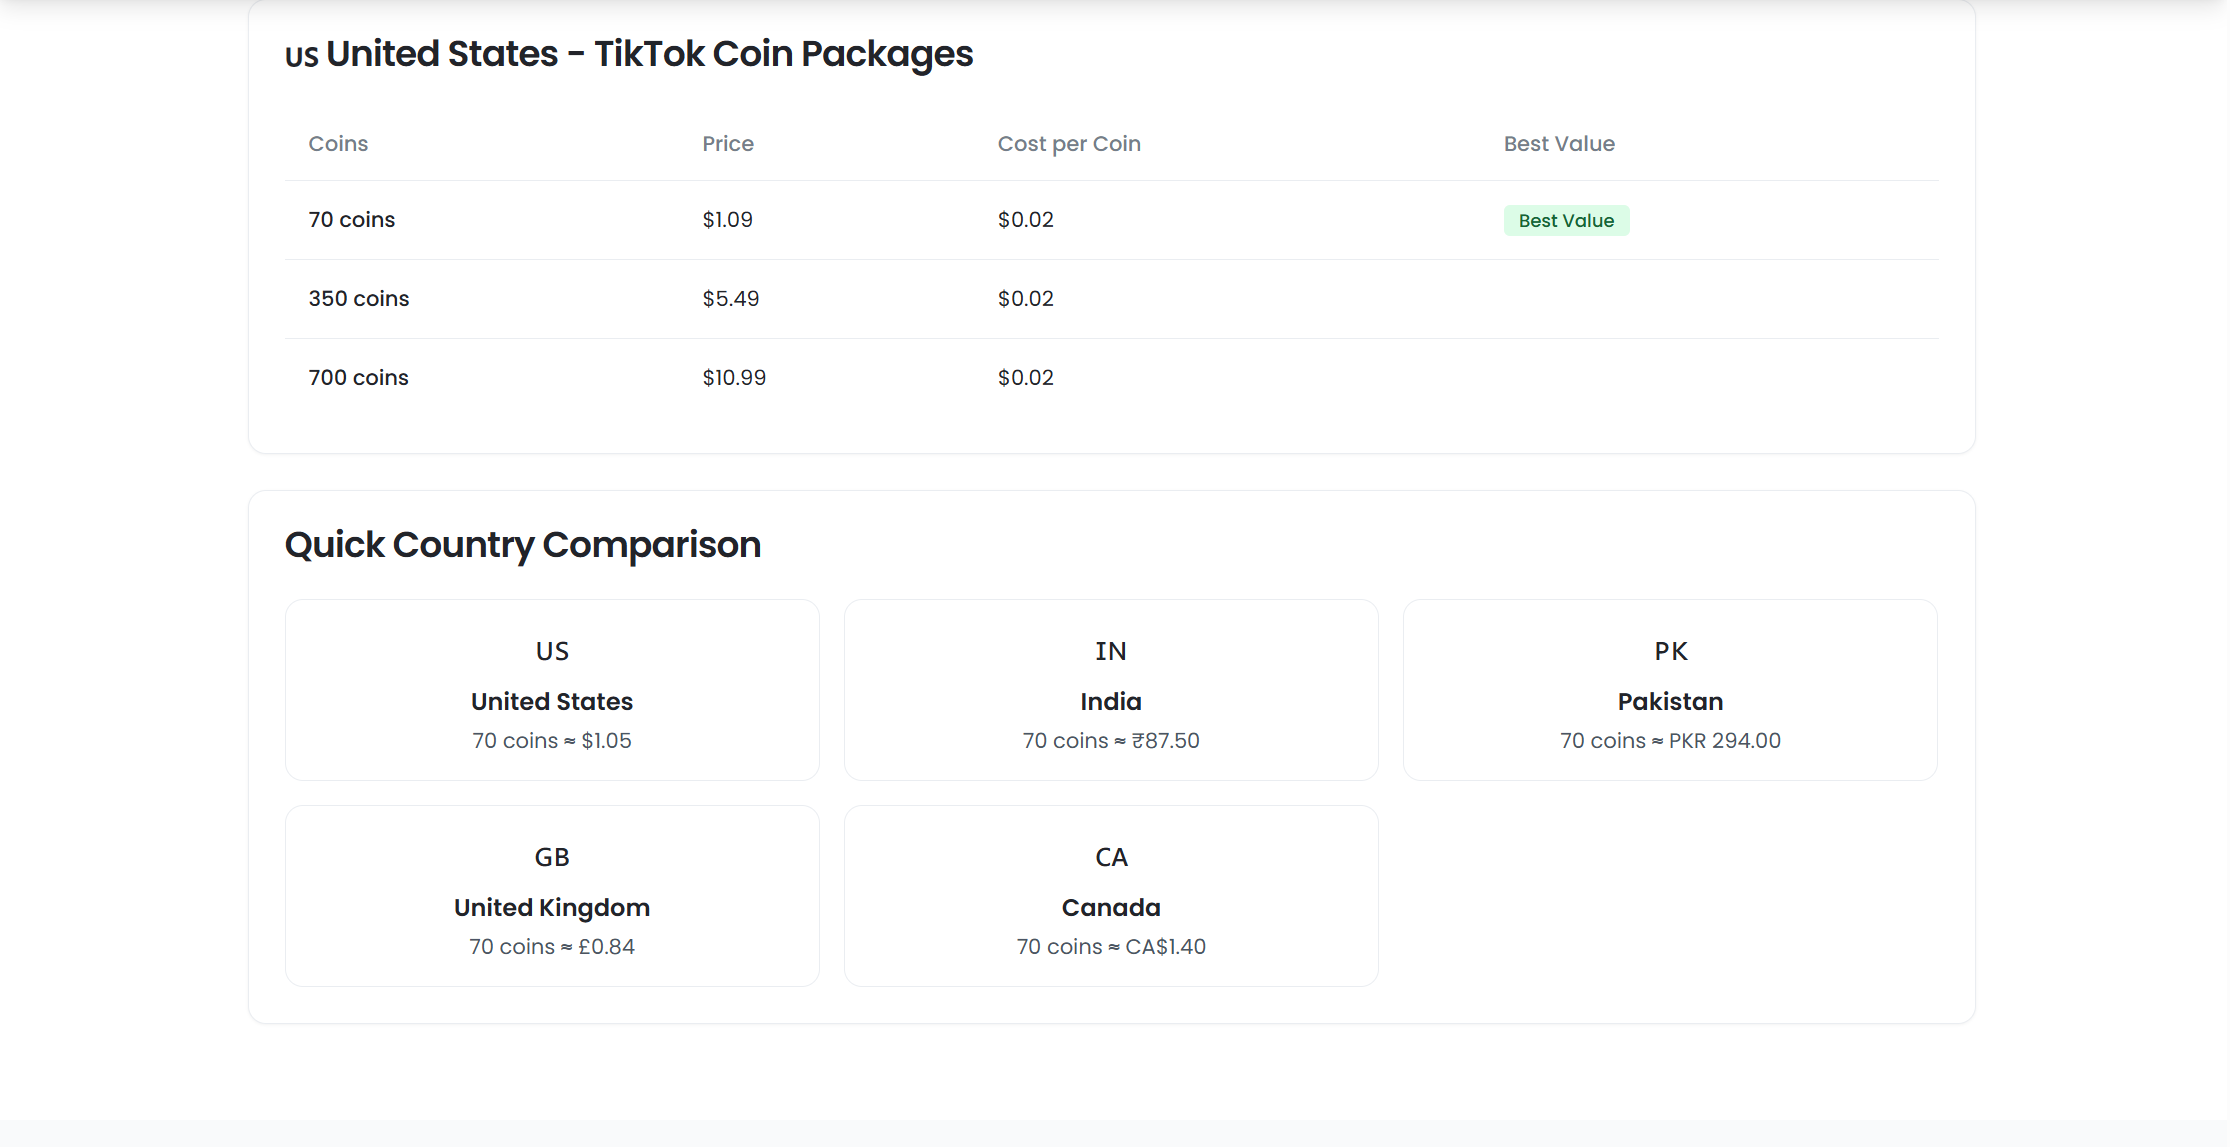 US United States - TikTok Coin Packages
Coins Price Cost per Coin Best Value
70 coins $1.09 $0.02 Best Value
350 coins $5.49 $0.02
700 coins $10.99 $0.02
Quick Country Comparison
US
United States
70 coins ≈ $1.05
IN
India
70 coins ≈ ₹87.50
PK
Pakistan
70 coins ≈ PKR 294.00
GB
United Kingdom
70 coins ≈ £0.84
CA
Canada
70 coins ≈ CA$1.40